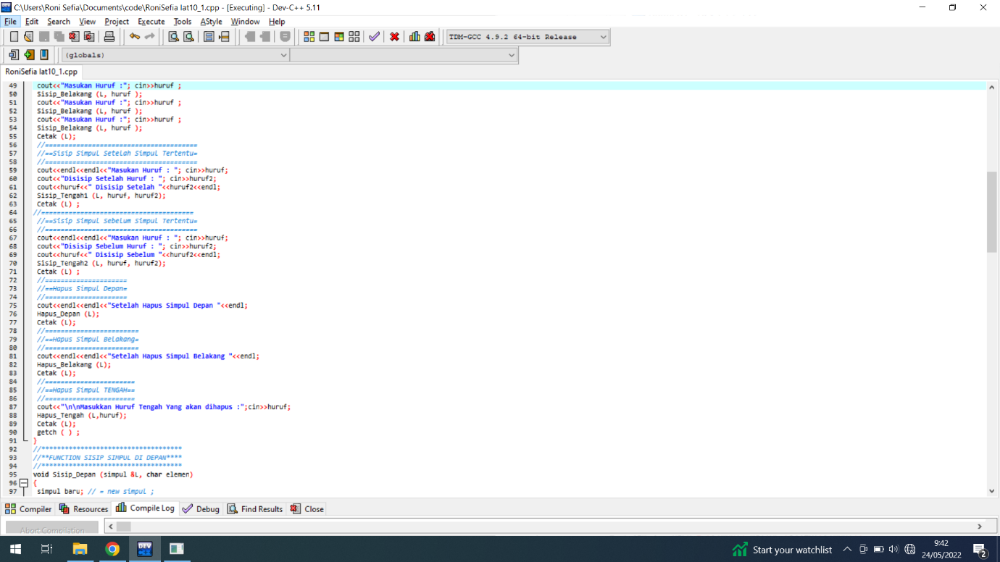 C:\Users\Roni Sefia\Documents\code\RoniSefia lat10_1.cpp - [Executing] - Dev-C++ 5.11
File Edit Search View Project Execute Tools AStyle Window Help
TDM-GCC 4.9.2 64-bit Release
(globals)
RoniSefia lat10_1.cpp
49 cout<<"Masukan Huruf :"; cin>>huruf ;
50 Sisip_Belakang (L, huruf );
51 cout<<"Masukan Huruf :"; cin>>huruf ;
52 Sisip_Belakang (L, huruf );
53 cout<<"Masukan Huruf :"; cin>>huruf ;
54 Sisip_Belakang (L, huruf );
55 Cetak (L);
56 //=======================================
57 //==Sisip Simpul Setelah Simpul Tertentu=
58 //=======================================
59 cout<<endl<<endl<<"Masukan Huruf : "; cin>>huruf;
60 cout<<"Disisip Setelah Huruf : "; cin>>huruf2;
61 cout<<huruf<<" Disisip Setelah "<<huruf2<<endl;
62 Sisip_Tengah1 (L, huruf, huruf2);
63 Cetak (L) ;
64 //=======================================
65 //==Sisip Simpul Sebelum Simpul Tertentu=
66 //=======================================
67 cout<<endl<<endl<<"Masukan Huruf : "; cin>>huruf;
68 cout<<"Disisip Sebelum Huruf : "; cin>>huruf2;
69 cout<<huruf<<" Disisip Sebelum "<<huruf2<<endl;
70 Sisip_Tengah2 (L, huruf, huruf2);
71 Cetak (L) ;
72 //=====================
73 //==Hapus Simpul Depan=
74 //=====================
75 cout<<endl<<endl<<"Setelah Hapus Simpul Depan "<<endl;
76 Hapus_Depan (L);
77 Cetak (L);
78 //========================
79 //==Hapus Simpul Belakang=
80 //========================
81 cout<<endl<<endl<<"Setelah Hapus Simpul Belakang "<<endl;
82 Hapus_Belakang (L);
83 Cetak (L);
84 //=======================
85 //==Hapus Simpul TENGAH==
86 //=======================
87 cout<<"\n\nMasukkan Huruf Tengah Yang akan dihapus :";cin>>huruf;
88 Hapus_Tengah (L,huruf);
89 Cetak (L);
90 getch ( ) ;
91 }
92 //************************************
93 //**FUNCTION SISIP SIMPUL DI DEPAN****
94 //************************************
95 void Sisip_Depan (simpul &L, char elemen)
96 {
97 simpul baru; // = new simpul ;
Compiler Resources Compile Log Debug Find Results Close
Abort Compilation
DEV
Start your watchlist
9:42
24/05/2022
2